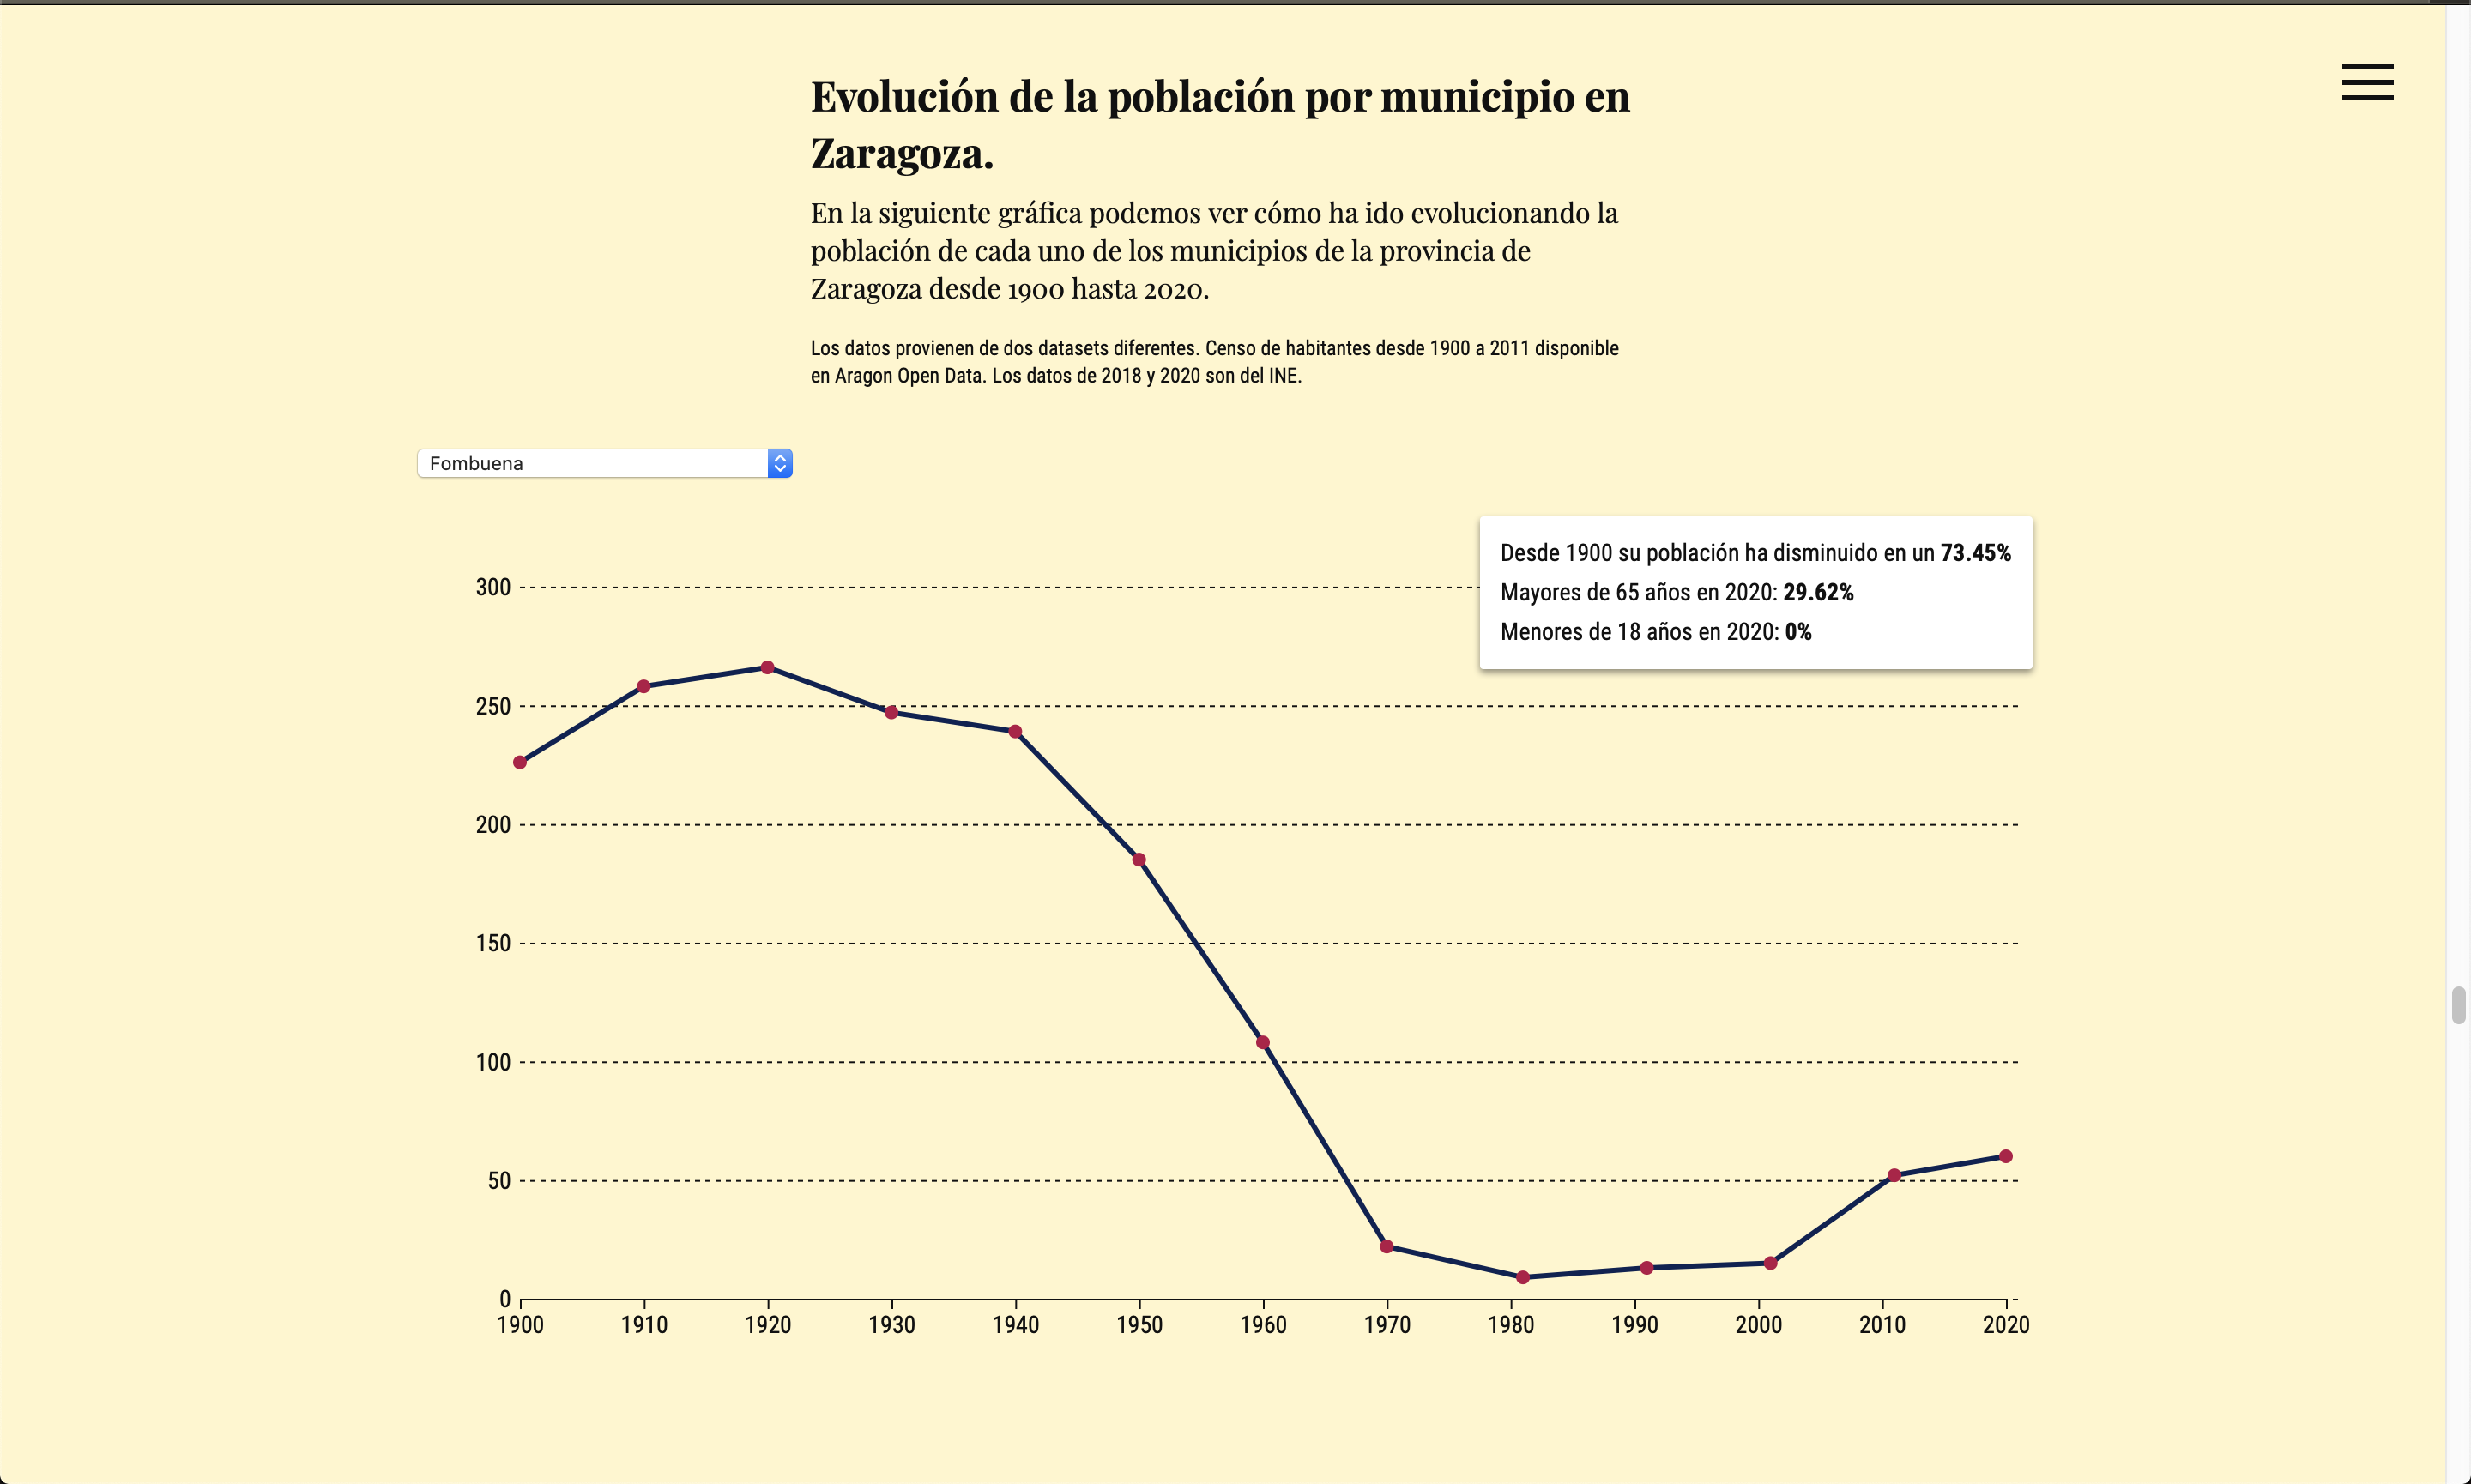 Evolución de la población por municipio en
Zaragoza.
En la siguiente gráfica podemos ver cómo ha ido evolucionando la
población de cada uno de los municipios de la provincia de
Zaragoza desde 1900 hasta 2020.
Los datos provienen de dos datasets diferentes. Censo de habitantes desde 1900 a 2011 disponible
en Aragon Open Data. Los datos de 2018 y 2020 son del INE.
Fombuena
Desde 1900 su población ha disminuido en un 73.45%
Mayores de 65 años en 2020: 29.62%
Menores de 18 años en 2020: 0%
300
250
200
150
100
50
0
1900 1910 1920 1930 1940 1950 1960 1970 1980 1990 2000 2010 2020